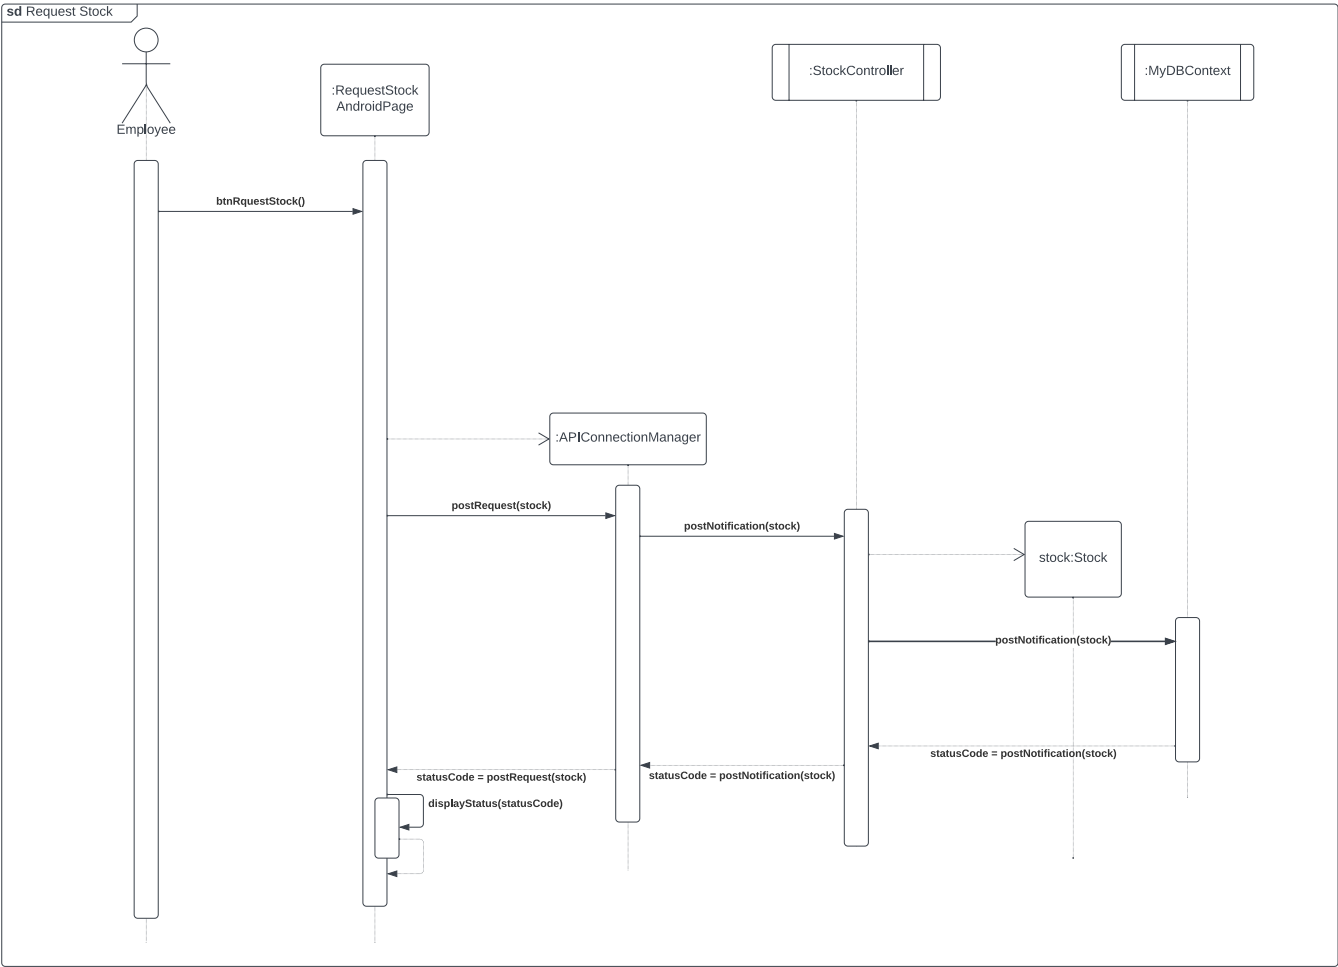 sd Request Stock
Employee
:RequestStock
AndroidPage
:StockController
:MyDBContext
btnRquestStock()
:APIConnectionManager
postRequest(stock)
postNotification(stock)
stock:Stock
postNotification(stock)
statusCode = postNotification(stock)
statusCode = postNotification(stock)
statusCode = postRequest(stock)
displayStatus(statusCode)